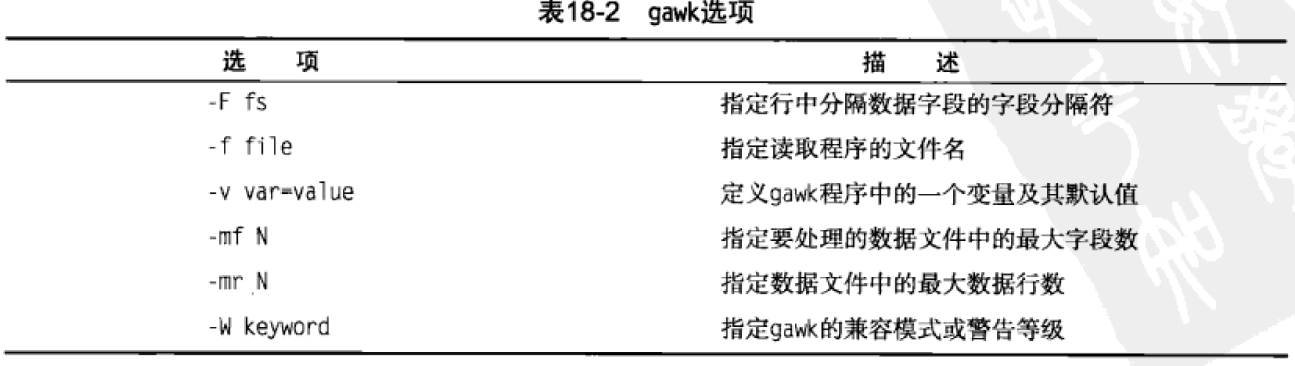 表18-2 gawk选项
选 项 描 述
-F fs 指定行中分隔数据字段的字段分隔符
-f file 指定读取程序的文件名
-v var=value 定义gawk程序中的一个变量及其默认值
-mf N 指定要处理的数据文件中的最大字段数
-mr N 指定数据文件中的最大数据行数
-W keyword 指定gawk的兼容模式或警告等级